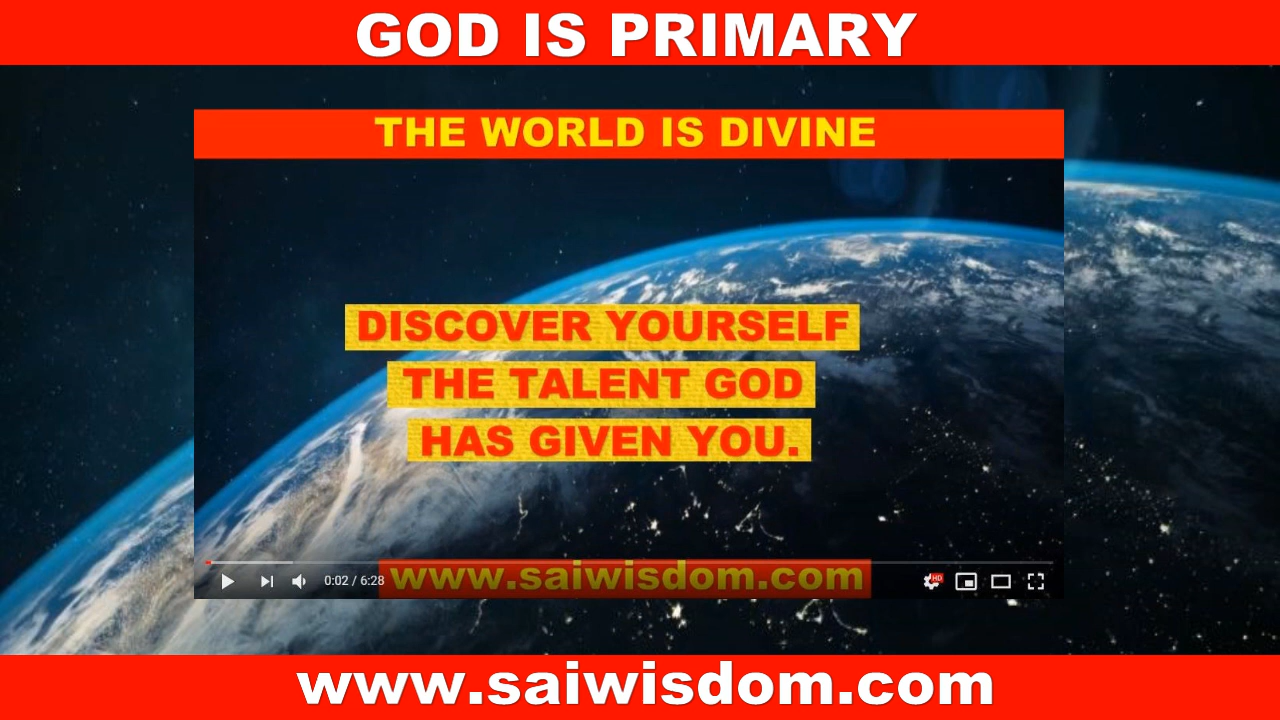 GOD IS PRIMARY
THE WORLD IS DIVINE
DISCOVER YOURSELF
THE TALENT GOD
HAS GIVEN YOU.
0:02 / 6:28
www.saiwisdom.com
HD
www.saiwisdom.com